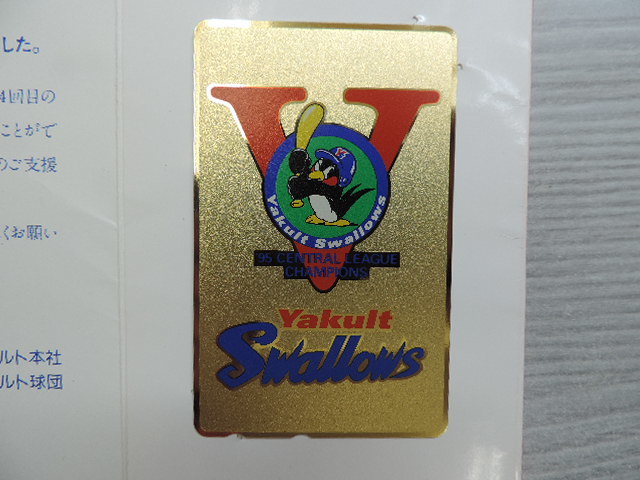 した。
4回目の
ことがで
のご支援
くお願い
ルト本社
ルト球団
YS
Yakult Swallows
'95 CENTRAL LEAGUE
CHAMPIONS
Yakult
Swallows